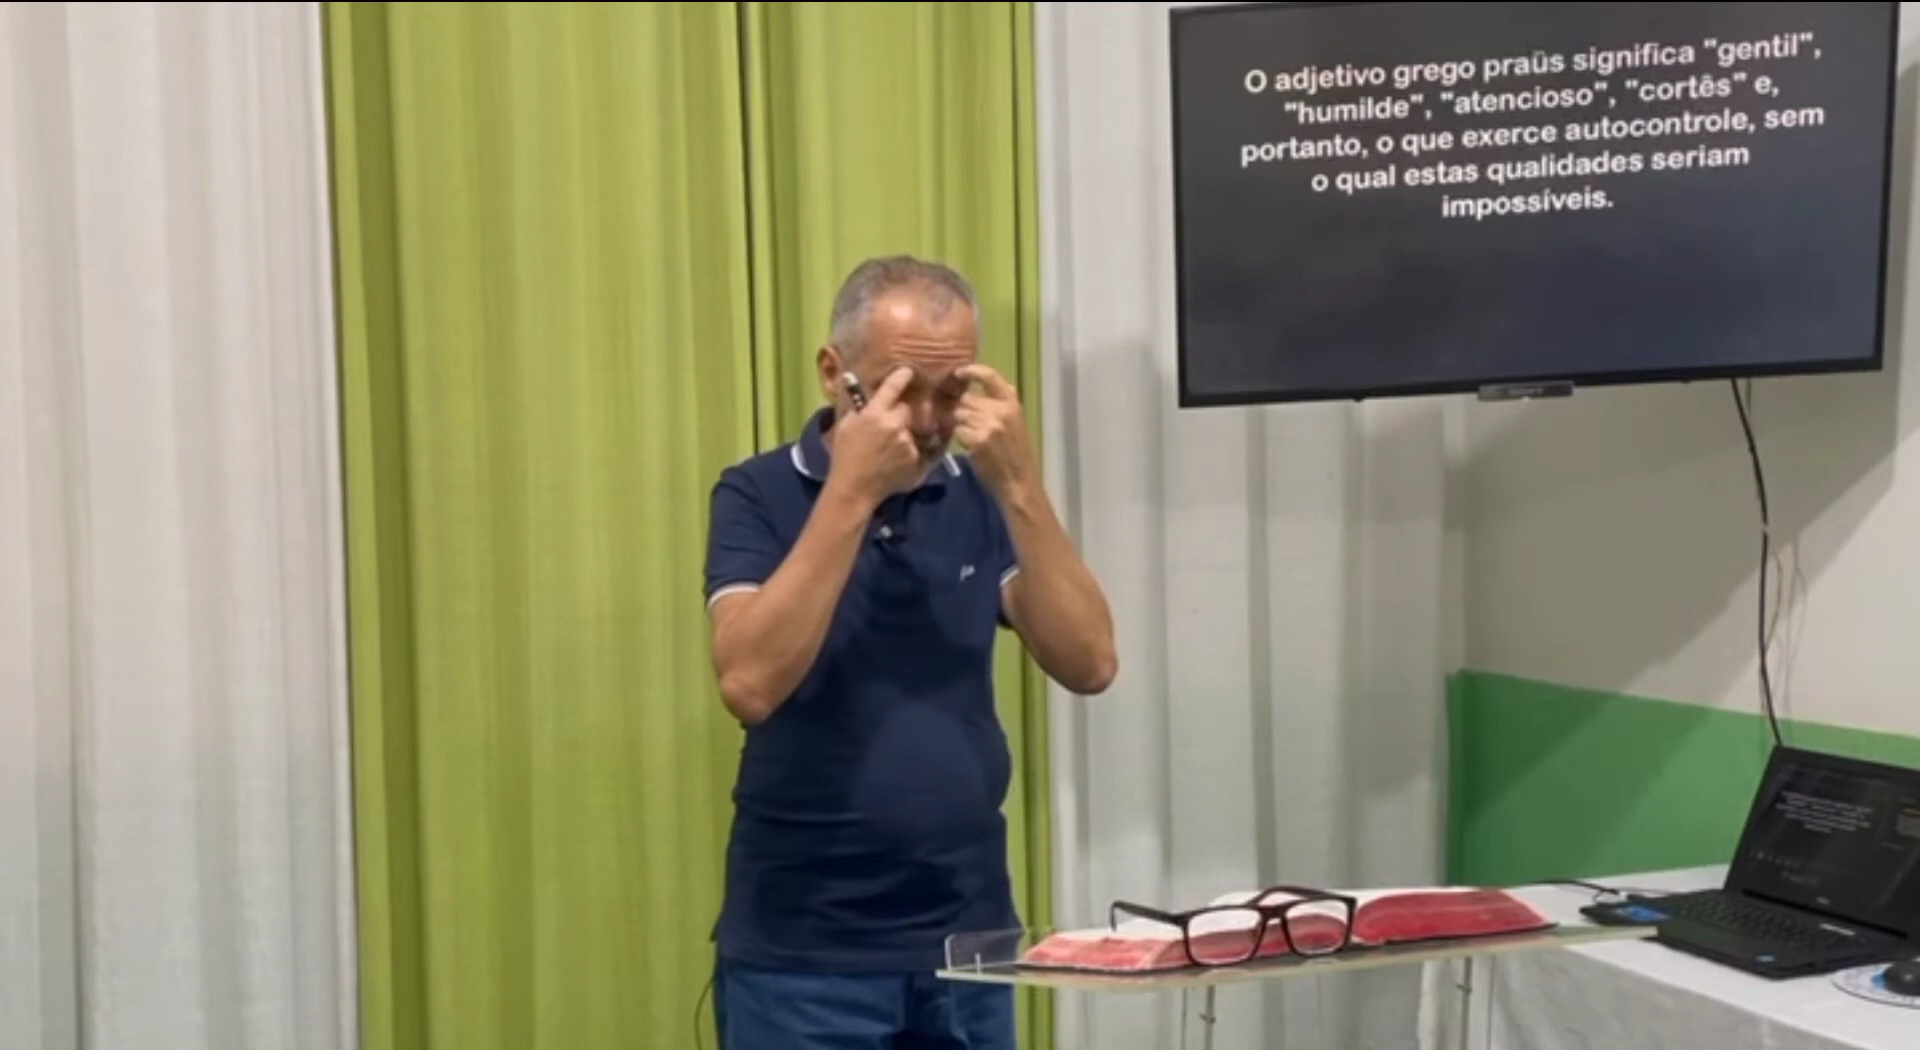 O adjetivo grego praüs significa "gentil",
"humilde", "atencioso", "cortês" e,
portanto, o que exerce autocontrole, sem
o qual estas qualidades seriam
impossíveis.